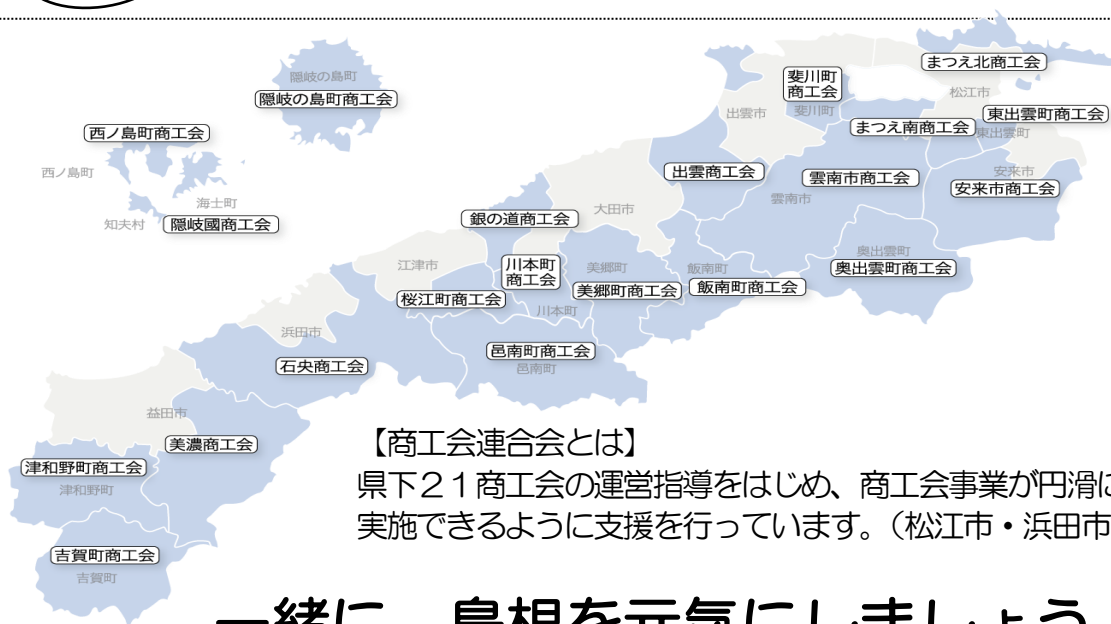 隠岐の島町
隠岐の島町商工会
西ノ島町商工会
西ノ島町
海士町
知夫村
隠岐國商工会
まつえ北商工会
松江市
斐川町
商工会
斐川町
出雲市
東出雲町商工会
東出雲町
まつえ南商工会
出雲商工会
雲南市商工会
雲南市
安来市
安来市商工会
銀の道商工会
大田市
奥出雲町
奥出雲町商工会
江津市
川本町
商工会
美郷町
美郷町商工会
飯南町
飯南町商工会
桜江町商工会
川本町
浜田市
石央商工会
邑南町商工会
邑南町
益田市
美濃商工会
津和野町商工会
津和野町
吉賀町商工会
吉賀町
【商工会連合会とは】
県下21商工会の運営指導をはじめ、商工会事業が円滑に
実施できるように支援を行っています。(松江市・浜田市